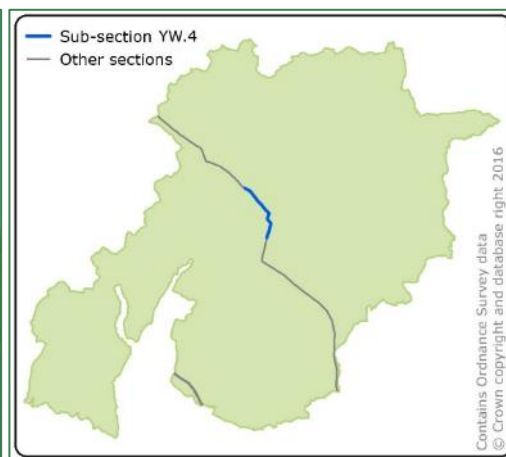 Sub-section YW.4
Other sections
Contains Ordnance Survey data
© Crown copyright and database right 2016